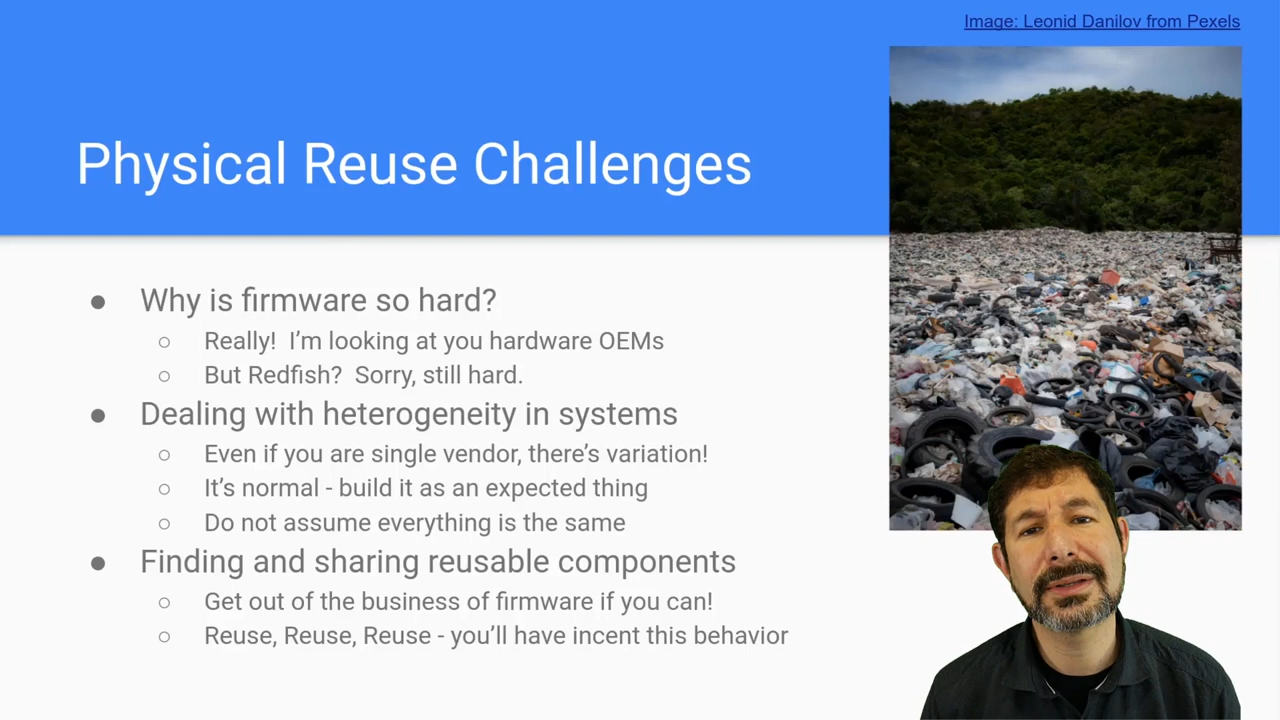 Image: Leonid Danilov from Pexels
Physical Reuse Challenges
● Why is firmware so hard?
○ Really!  I'm looking at you hardware OEMs
○ But Redfish?  Sorry, still hard.
● Dealing with heterogeneity in systems
○ Even if you are single vendor, there's variation!
○ It's normal - build it as an expected thing
○ Do not assume everything is the same
● Finding and sharing reusable components
○ Get out of the business of firmware if you can!
○ Reuse, Reuse, Reuse - you'll have incent this behavior